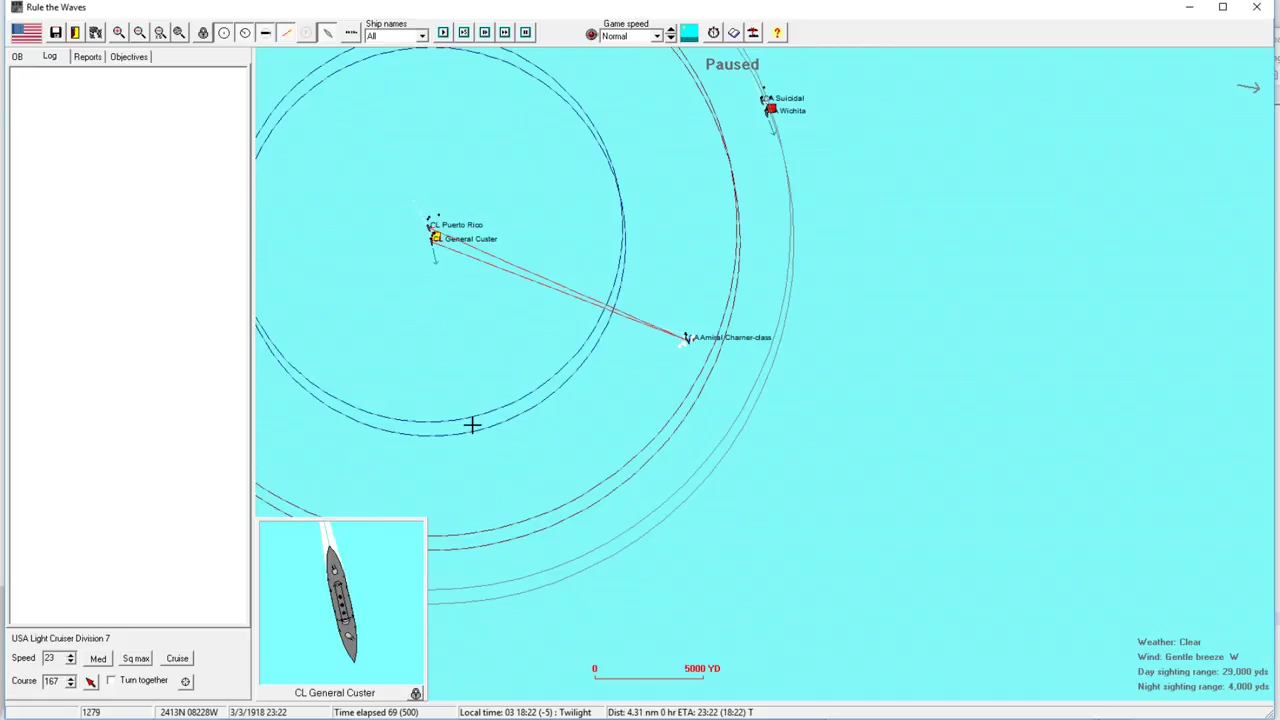 Rule the Waves
Ship names
All
Game speed
Normal
OB
Log
Reports
Objectives
Paused
Suicidal
Wichita
CL Puerto Rico
CL General Custer
Amiral Charner-class
USA Light Cruiser Division 7
Speed
23
Med
Sq max
Cruise
Course
167
Turn together
CL General Custer
0
5000 YD
Weather: Clear
Wind: Gentle breeze W
Day sighting range: 29,000 yds
Night sighting range: 4,000 yds
1279
2413N 08228W
3/3/1918 23:22
Time elapsed 69 (500)
Local time: 03 18:22 (-5) : Twilight
Dist: 4.31 nm 0 hr ETA: 23:22 (18:22) T